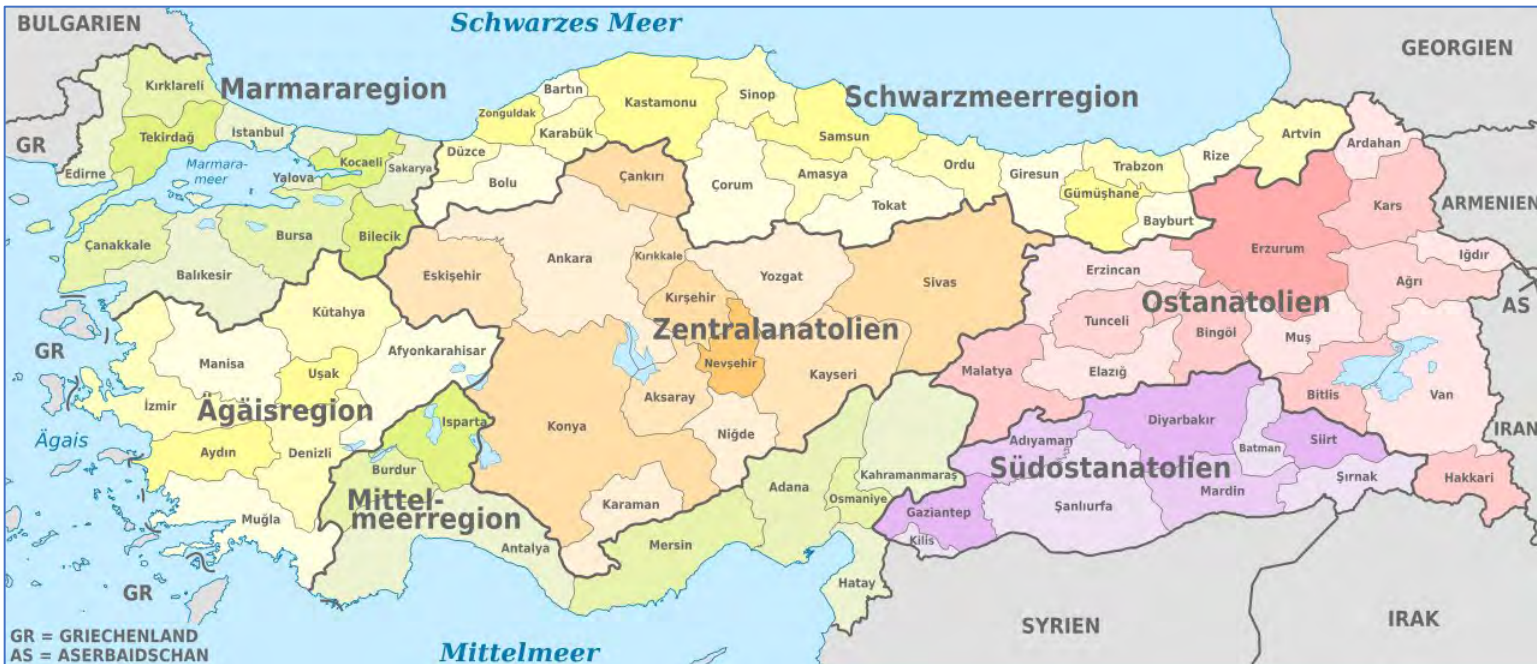 BULGARIEN
Schwarzes Meer
GEORGIEN
Kırklareli
Marmararegion
Bartın
Kastamonu
Sinop
Schwarzmeerregion
Zonguldak
Tekirdağ
İstanbul
Karabük
Samsun
Artvin
Ardahan
GR
Marmara-
meer
Kocaeli
Sakarya
Düzce
Edirne
Yalova
Bolu
Çankırı
Çorum
Amasya
Ordu
Giresun
Trabzon
Rize
Gümüşhane
Tokat
Bayburt
Kars
ARMENIEN
Çanakkale
Bursa
Bilecik
Erzurum
Balıkesir
Eskişehir
Ankara
Kırıkkale
Yozgat
Sivas
Erzincan
Ağrı
Iğdır
Kütahya
Kırşehir
Ostanatolien
AS
Zentralanatolien
Tunceli
Bingöl
Muş
GR
Manisa
Afyonkarahisar
Uşak
Nevşehir
Kayseri
Malatya
Elazığ
Bitlis
Van
İzmir
Ägäisregion
Aksaray
Isparta
Konya
Niğde
Diyarbakır
IRAN
Ägais
Aydın
Denizli
Burdur
Adıyaman
Batman
Siirt
Südostanatolien
Kahramanmaraş
Adana
Osmaniye
Mardin
Şırnak
Hakkari
Mittel-
meerregion
Karaman
Gaziantep
Şanlıurfa
Muğla
Antalya
Mersin
Kilis
Hatay
GR
SYRIEN
IRAK
GR = GRIECHENLAND
AS = ASERBAIDSCHAN
Mittelmeer